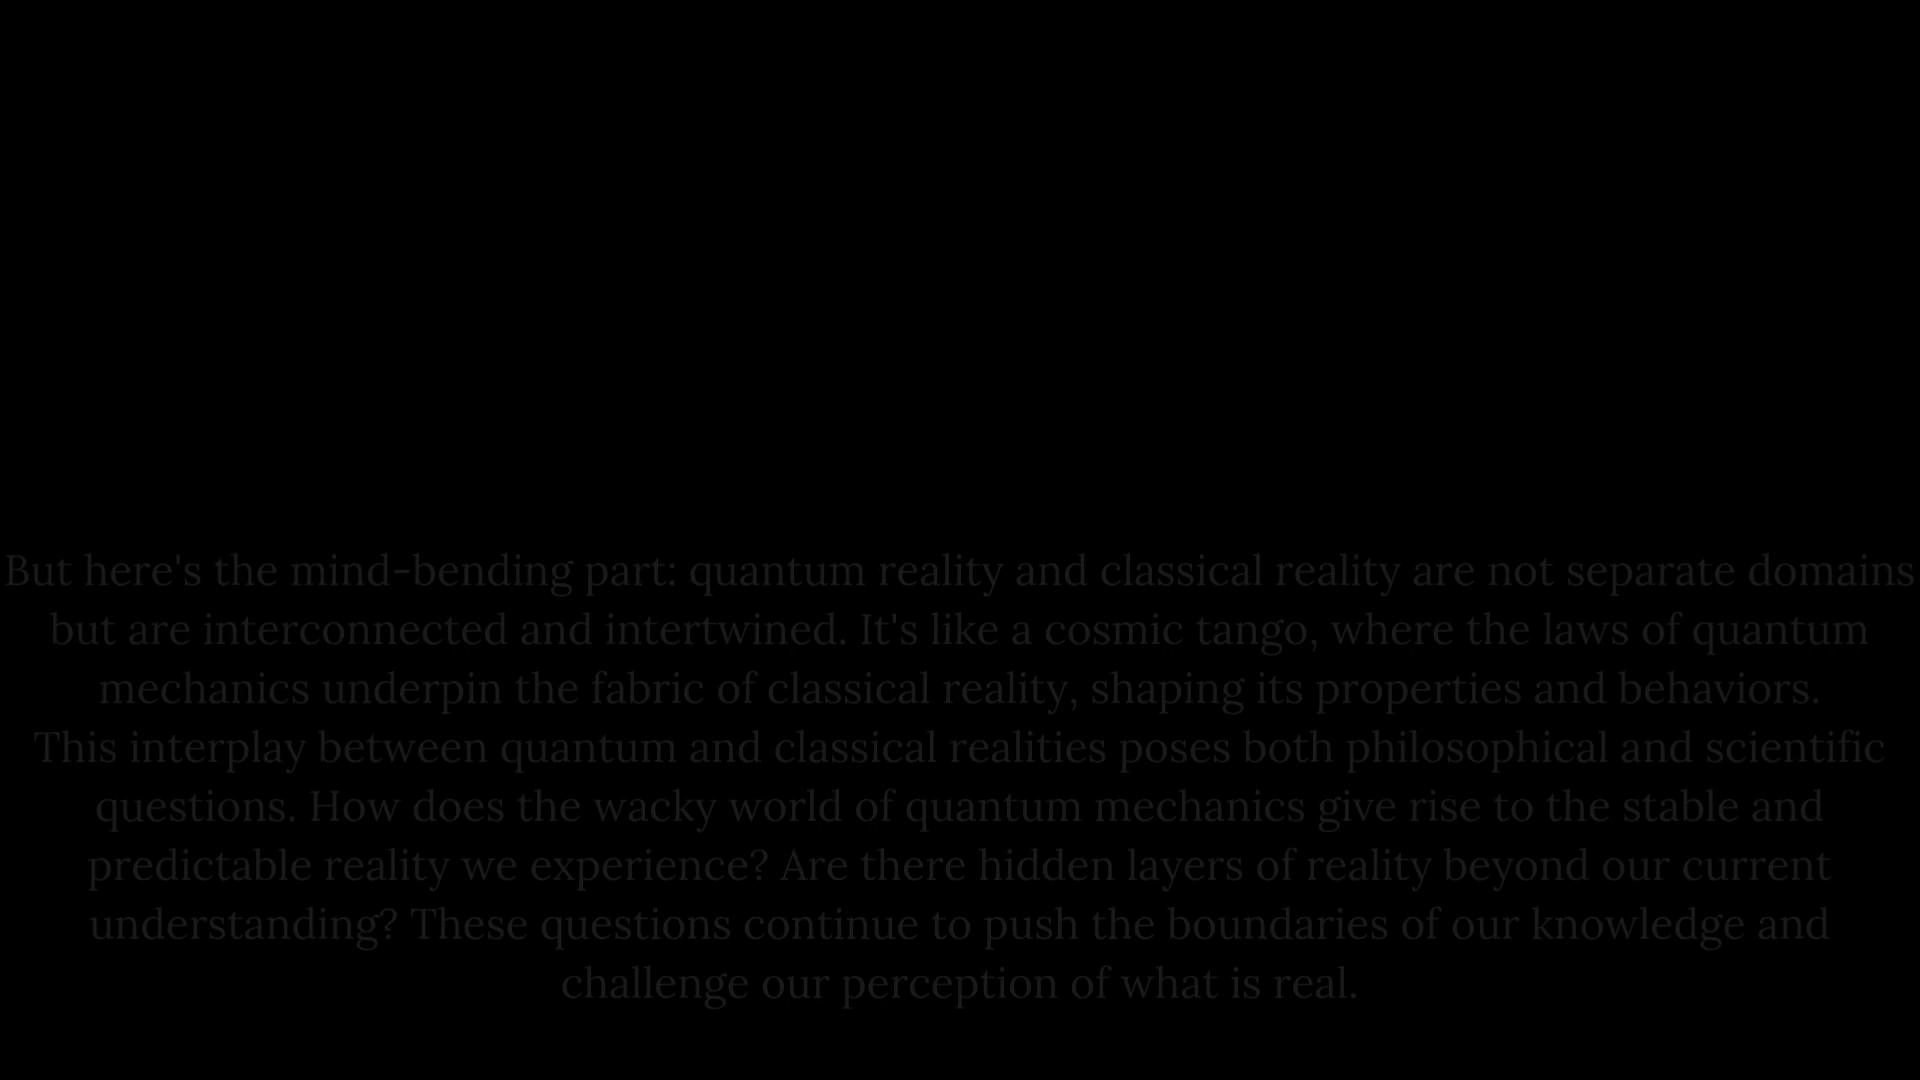 But here's the mind-bending part: quantum reality and classical reality are not separate domains
but are interconnected and intertwined. It's like a cosmic tango, where the laws of quantum
mechanics underpin the fabric of classical reality, shaping its properties and behaviors.
This interplay between quantum and classical realities poses both philosophical and scientific
questions. How does the wacky world of quantum mechanics give rise to the stable and
predictable reality we experience? Are there hidden layers of reality beyond our current
understanding? These questions continue to push the boundaries of our knowledge and
challenge our perception of what is real.